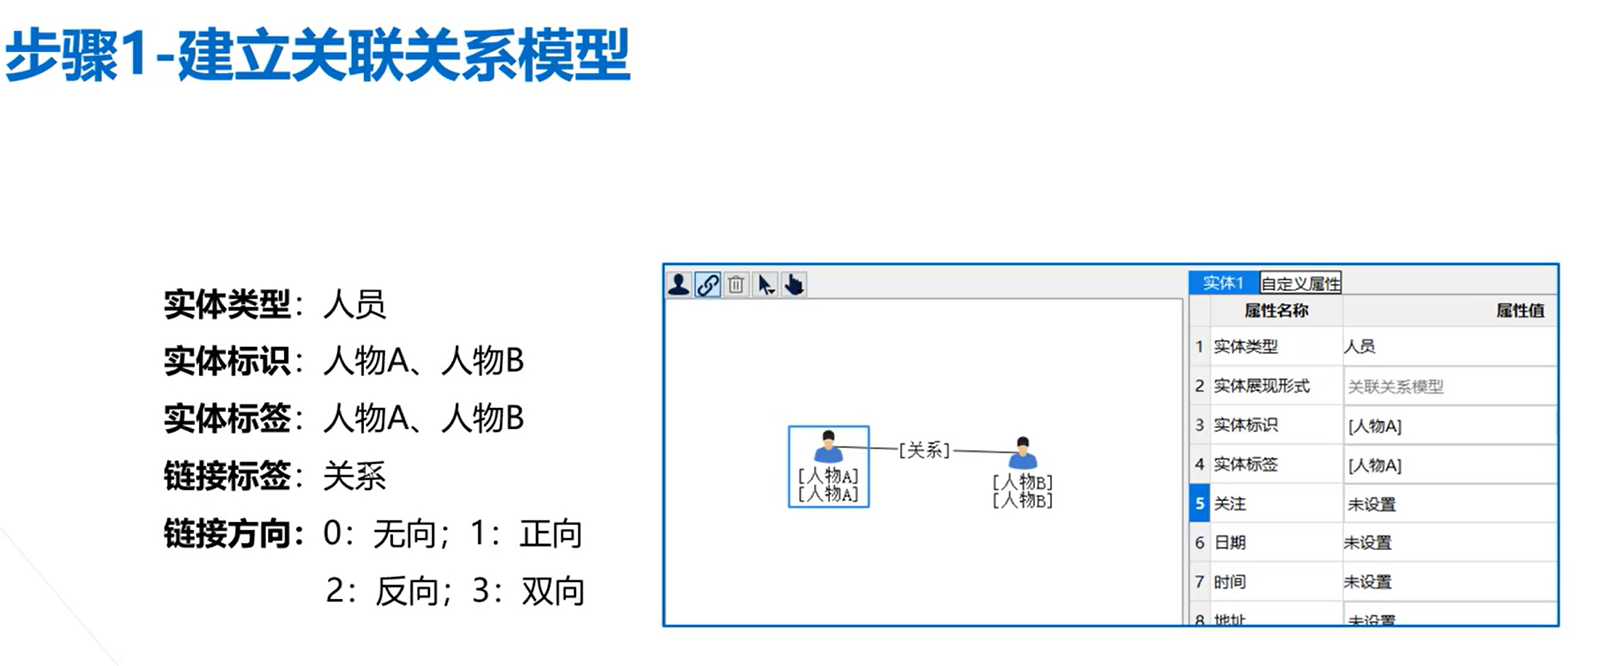 步骤1-建立关联关系模型
实体类型：人员
实体标识：人物A、人物B
实体标签：人物A、人物B
链接标签：关系
链接方向：0：无向；1：正向
2：反向；3：双向
[关系]
[人物A]
[人物A]
[人物B]
[人物B]
实体1 自定义属性
属性名称 属性值
1 实体类型 人员
2 实体展现形式 关联关系模型
3 实体标识 [人物A]
4 实体标签 [人物A]
5 关注 未设置
6 日期 未设置
7 时间 未设置
8 地址 未设置